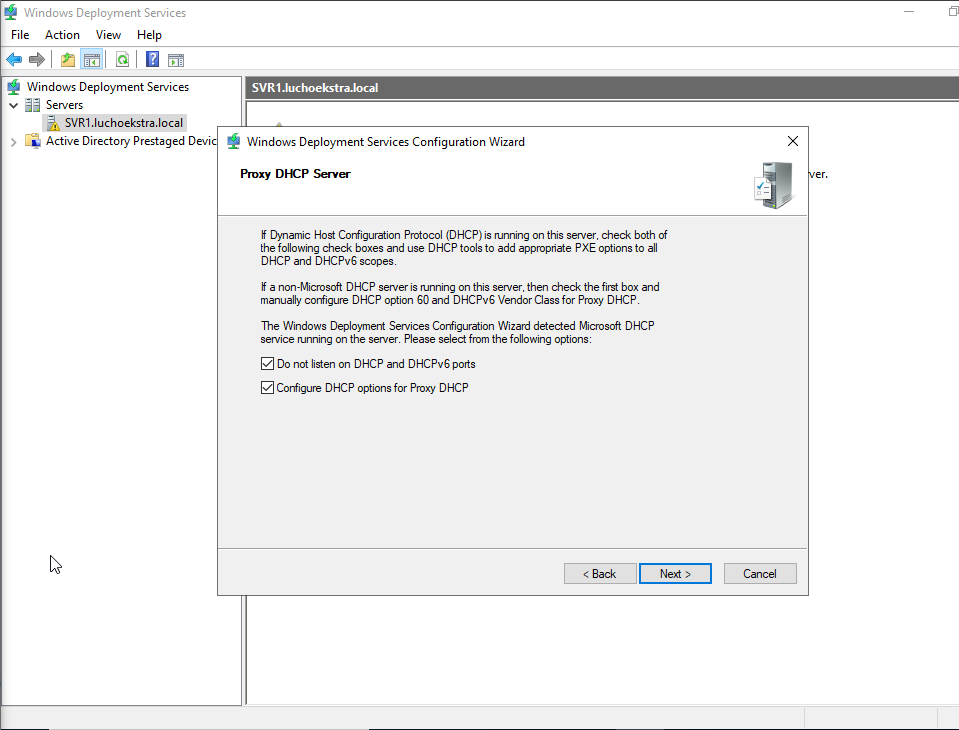 Windows Deployment Services
File Action View Help
Windows Deployment Services
Servers
SVR1.luchoekstra.local
Active Directory Prestaged Devic
SVR1.luchoekstra.local
ver.
Windows Deployment Services Configuration Wizard
Proxy DHCP Server
If Dynamic Host Configuration Protocol (DHCP) is running on this server, check both of
the following check boxes and use DHCP tools to add appropriate PXE options to all
DHCP and DHCPv6 scopes.
If a non-Microsoft DHCP server is running on this server, then check the first box and
manually configure DHCP option 60 and DHCPv6 Vendor Class for Proxy DHCP.
The Windows Deployment Services Configuration Wizard detected Microsoft DHCP
service running on the server. Please select from the following options:
Do not listen on DHCP and DHCPv6 ports
Configure DHCP options for Proxy DHCP
< Back Next > Cancel